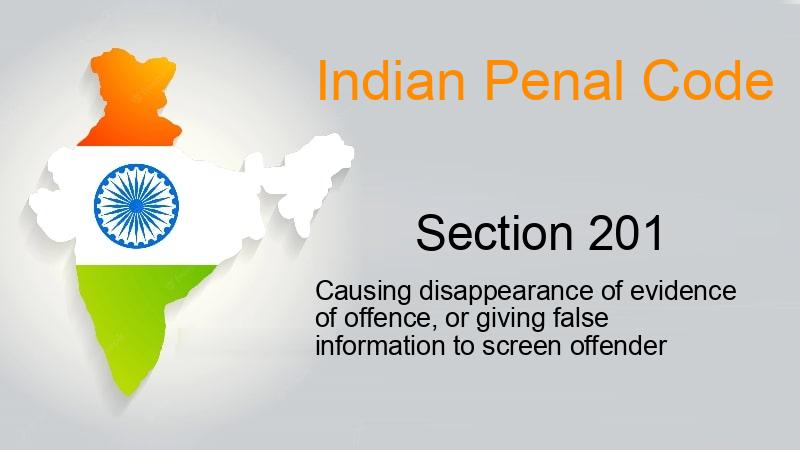 Indian Penal Code
Section 201
Causing disappearance of evidence
of offence, or giving false
information to screen offender